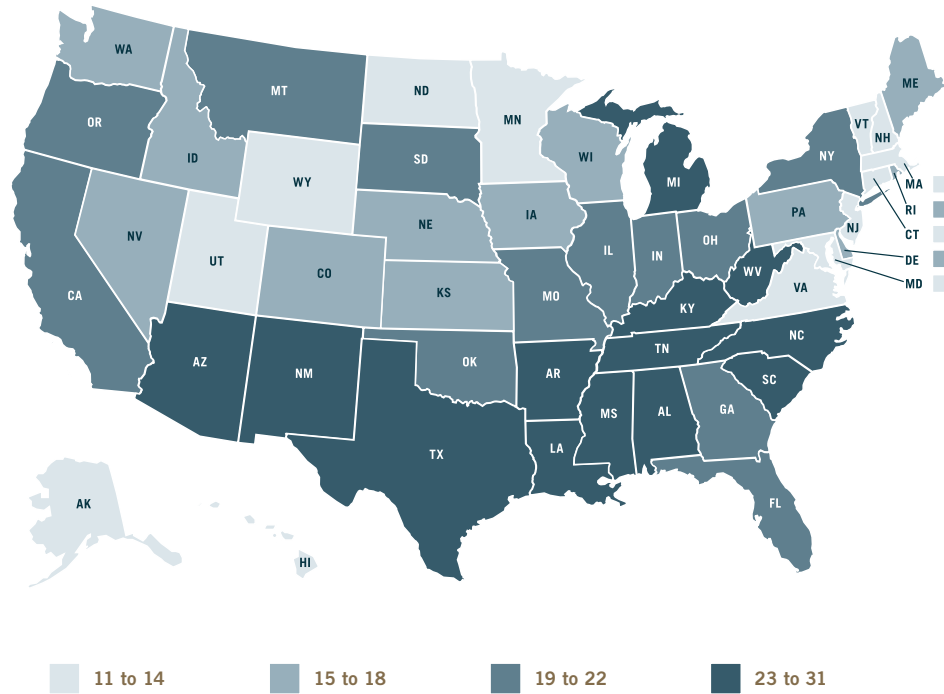 WA
MT
ND
MN
ME
VT
NH
OR
ID
SD
WI
NY
WY
MI
MA
RI
NE
IA
PA
NJ
CT
NV
UT
CO
IL
IN
OH
DE
WV
MD
CA
KS
MO
KY
VA
AZ
NM
OK
AR
TN
NC
SC
MS
AL
GA
TX
LA
FL
AK
HI
11 to 14 15 to 18 19 to 22 23 to 31